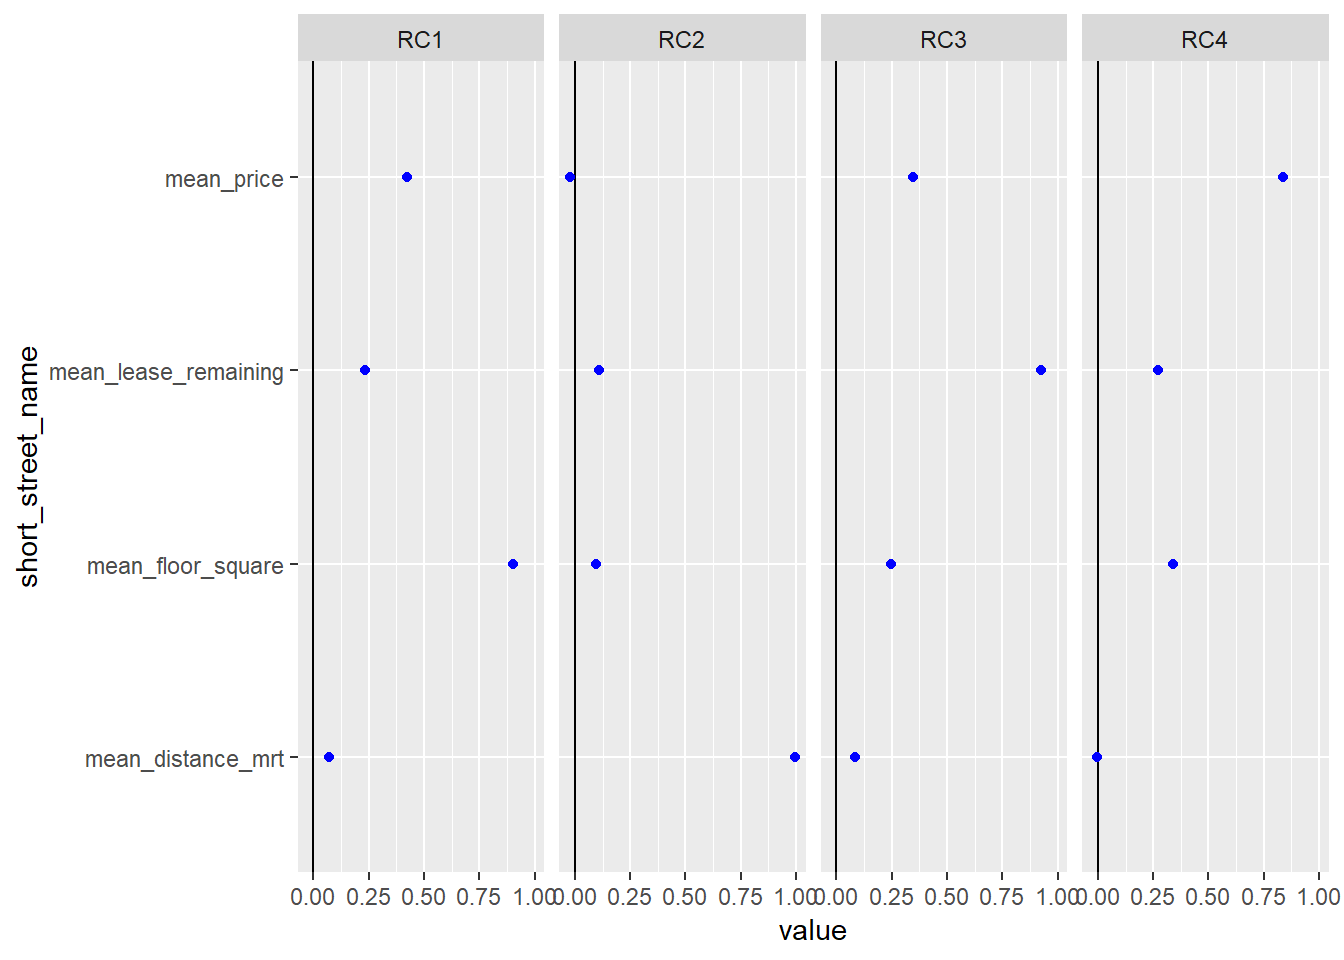 RC1 RC2 RC3 RC4
mean_price
mean_lease_remaining
mean_floor_square
mean_distance_mrt
short_street_name
0.00 0.25 0.50 0.75 1.00 0.00 0.25 0.50 0.75 1.00 0.00 0.25 0.50 0.75 1.00 0.00 0.25 0.50 0.75 1.00
value